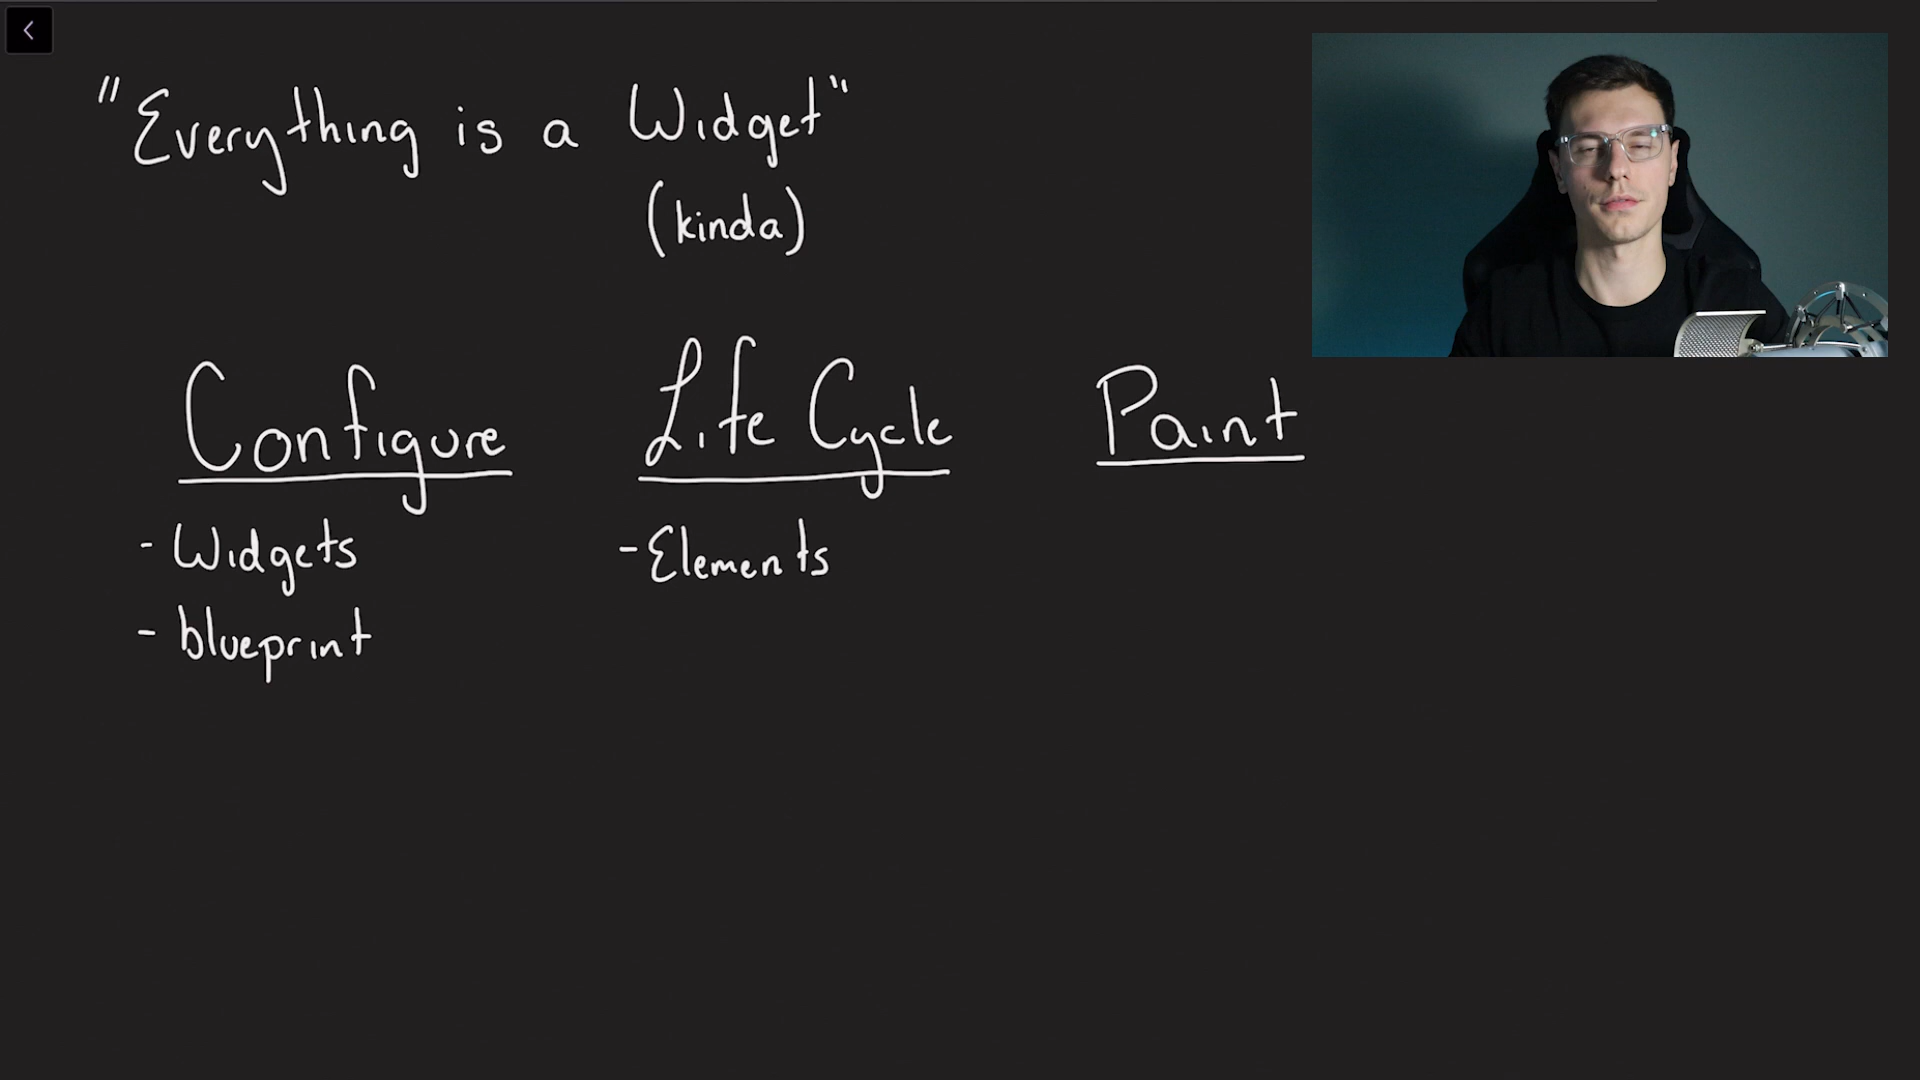 "Everything is a Widget"
(kinda)
Configure
- Widgets
- blueprint
Life Cycle
- Elements
Paint